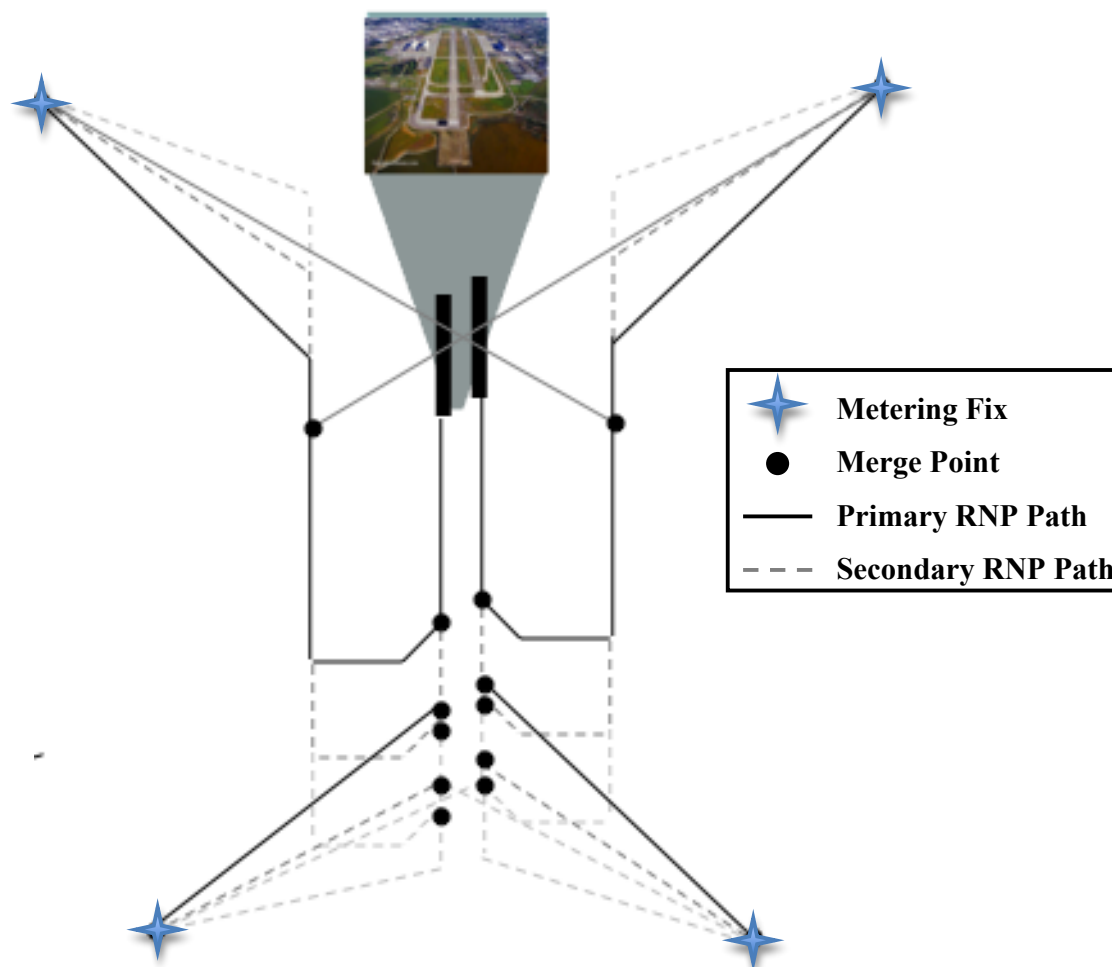 Metering Fix
Merge Point
Primary RNP Path
Secondary RNP Path